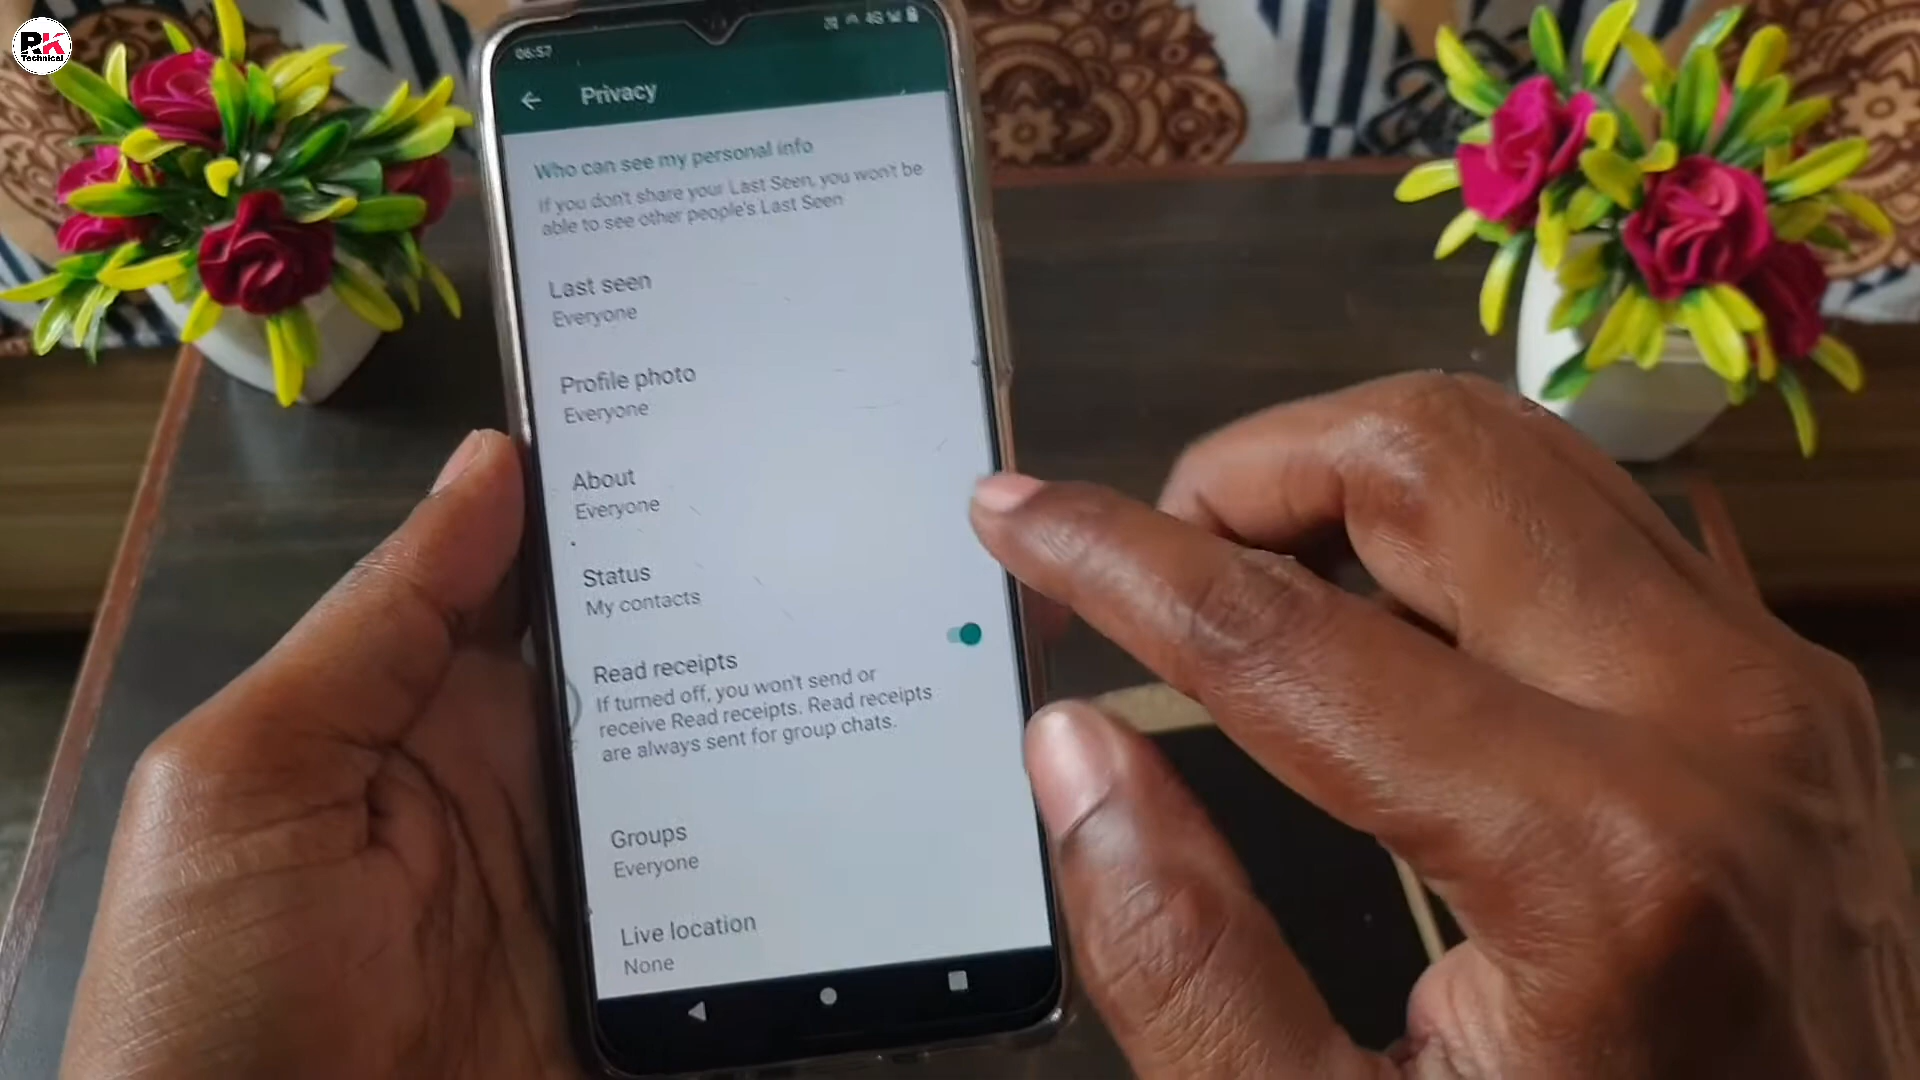 RK
Technical
06:57
4G
Privacy
Who can see my personal info
If you don't share your Last Seen, you won't be
able to see other people's Last Seen
Last seen
Everyone
Profile photo
Everyone
About
Everyone
Status
My contacts
Read receipts
If turned off, you won't send or
receive Read receipts. Read receipts
are always sent for group chats.
Groups
Everyone
Live location
None